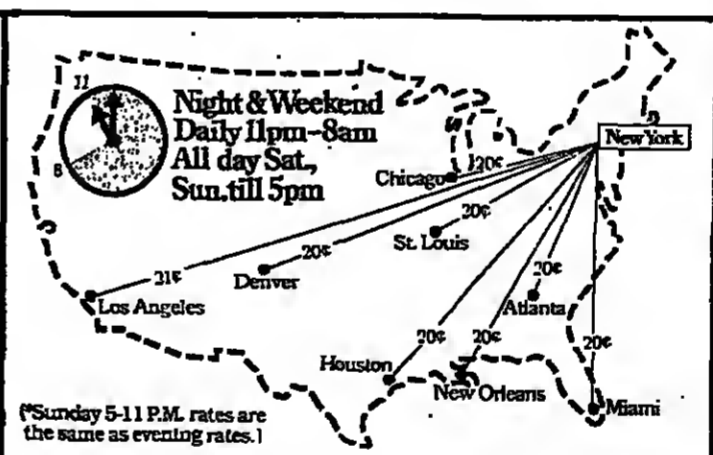 11
8
Night & Weekend
Daily 11pm-8am
All day Sat.,
Sun. till 5pm
New York
Chicago
20¢
20¢
St. Louis
20¢
Denver
21¢
Los Angeles
20¢
Atlanta
20¢
20¢
20¢
Houston
New Orleans
Miami
(*Sunday 5-11 P.M. rates are
the same as evening rates.)